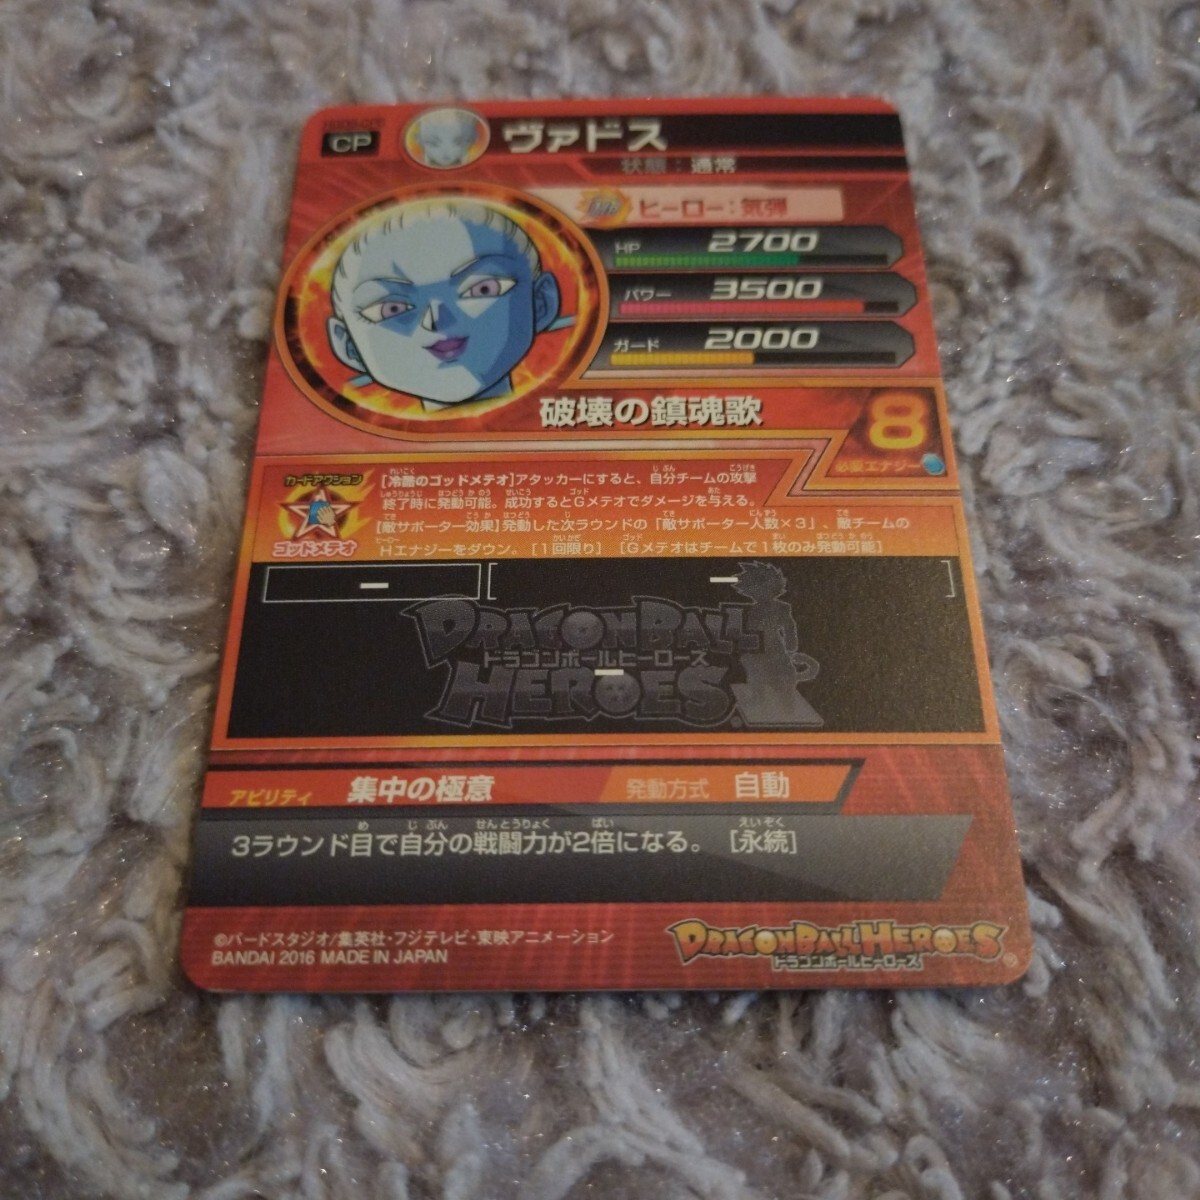 CP
ヴァドス
状態：通常
ヒーロー：気弾
HP 2700
パワー 3500
ガード 2000
破壊の鎮魂歌
8
必要エナジー
カードアクション
ゴッドメテオ
[冷酷のゴッドメテオ]アタッカーにすると、自分チームの攻撃
終了時に発動可能。成功するとGメテオでダメージを与える。
【敵サポーター効果】発動した次ラウンドの「敵サポーター人数×3」、敵チームの
Hエナジーをダウン。[1回限り] [Gメテオはチームで1枚のみ発動可能]
ー [ ー ]
DRAGONBALL
ドラゴンボールヒーローズ
ー
HEROES
アビリティ 集中の極意 発動方式 自動
3ラウンド目で自分の戦闘力が2倍になる。 [永続]
©バードスタジオ/集英社・フジテレビ・東映アニメーション
BANDAI 2016 MADE IN JAPAN
DRAGONBALL HEROES
ドラゴンボールヒーローズ